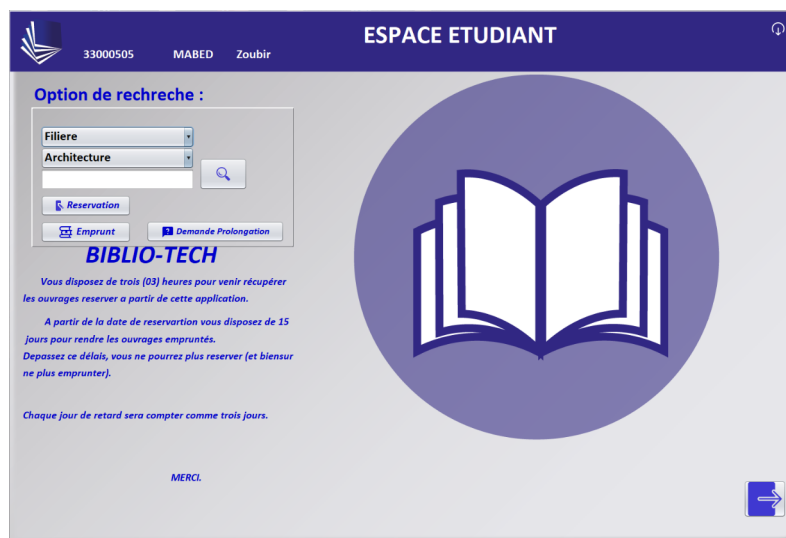 ESPACE ETUDIANT
33000505 MABED Zoubir
Option de rechreche :
Filiere
Architecture
Reservation
Emprunt
Demande Prolongation
BIBLIO-TECH
Vous disposez de trois (03) heures pour venir récupérer
les ouvrages reserver a partir de cette application.
A partir de la date de reservartion vous disposez de 15
jours pour rendre les ouvrages empruntés.
Depassez ce délais, vous ne pourrez plus reserver (et biensur
ne plus emprunter).
Chaque jour de retard sera compter comme trois jours.
MERCI.